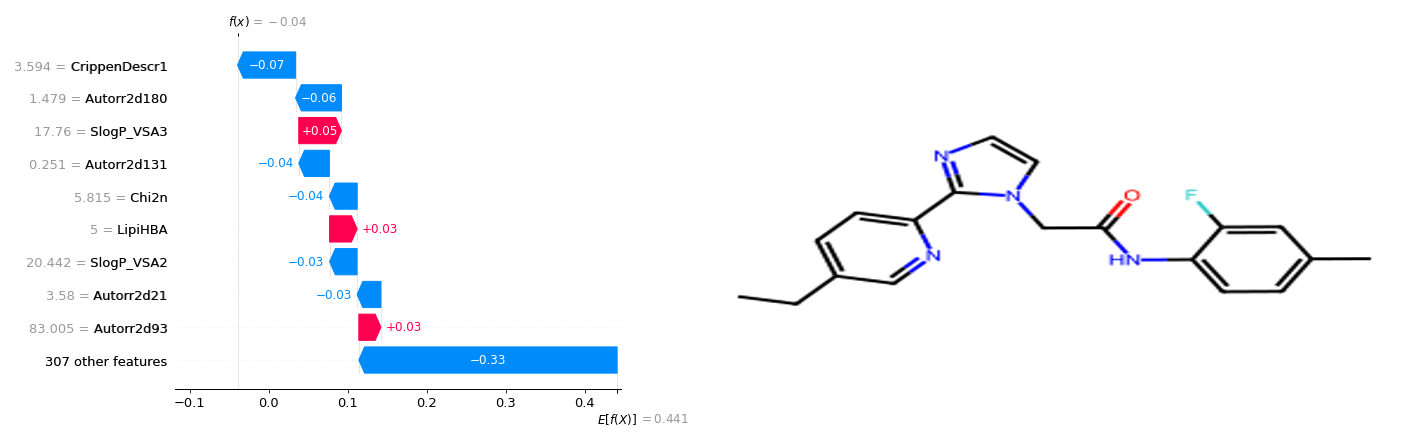 f(x) = −0.04
3.594 = CrippenDescr1
−0.07
1.479 = Autorr2d180
−0.06
17.76 = SlogP_VSA3
+0.05
0.251 = Autorr2d131
−0.04
5.815 = Chi2n
−0.04
5 = LipiHBA
+0.03
20.442 = SlogP_VSA2
−0.03
3.58 = Autorr2d21
−0.03
83.005 = Autorr2d93
+0.03
307 other features
−0.33
−0.1 0.0 0.1 0.2 0.3 0.4
E[f(X)] = 0.441
N
N
N
O
HN
F